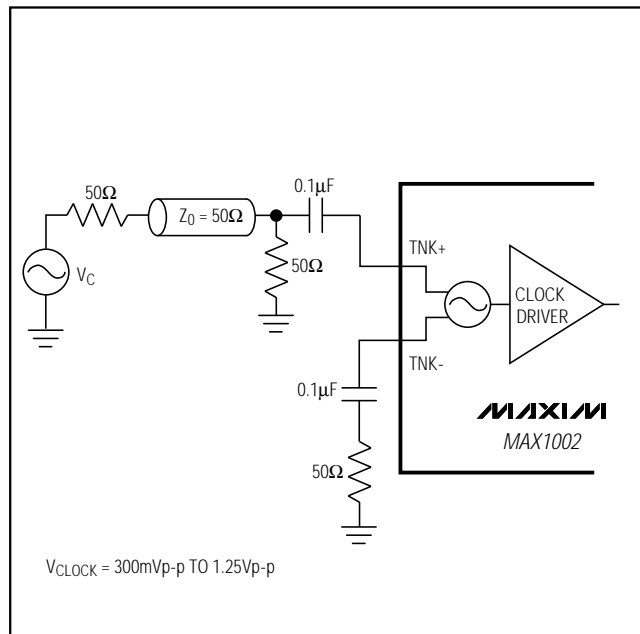 50Ω
Z0 = 50Ω
0.1μF
50Ω
VC
TNK+
CLOCK
DRIVER
TNK-
0.1μF
MAXIM
MAX1002
50Ω
VCLOCK = 300mVp-p TO 1.25Vp-p